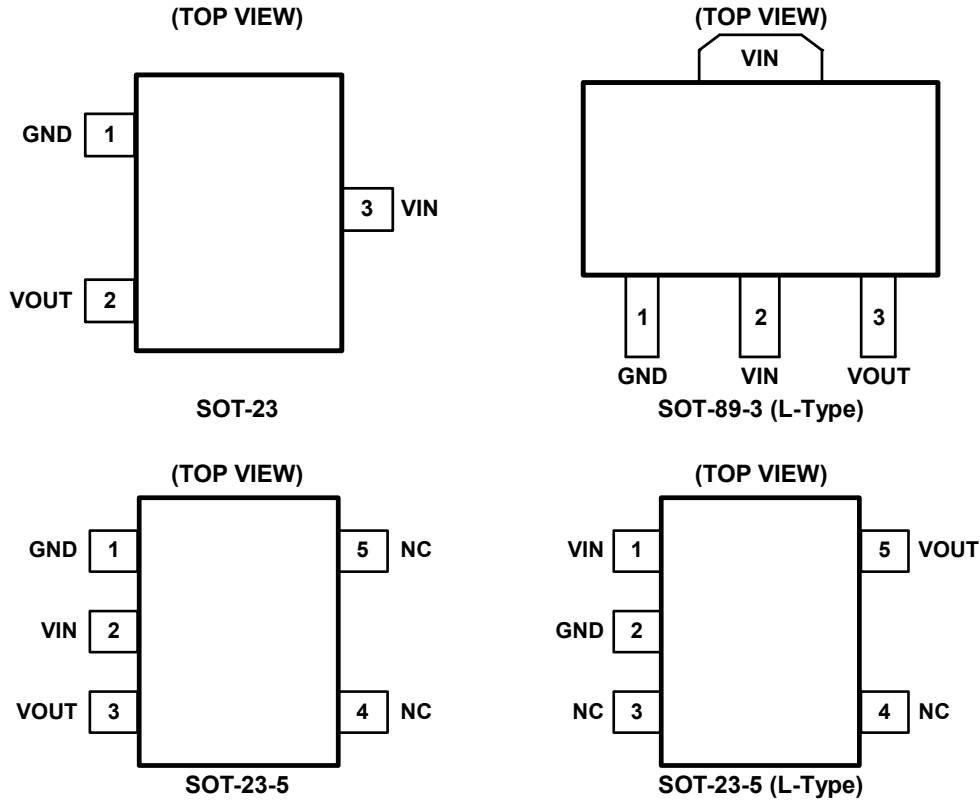 (TOP VIEW)
GND 1
3 VIN
VOUT 2
SOT-23
(TOP VIEW)
VIN
1 2 3
GND VIN VOUT
SOT-89-3 (L-Type)
(TOP VIEW)
GND 1 5 NC
VIN 2
VOUT 3 4 NC
SOT-23-5
(TOP VIEW)
VIN 1 5 VOUT
GND 2
NC 3 4 NC
SOT-23-5 (L-Type)